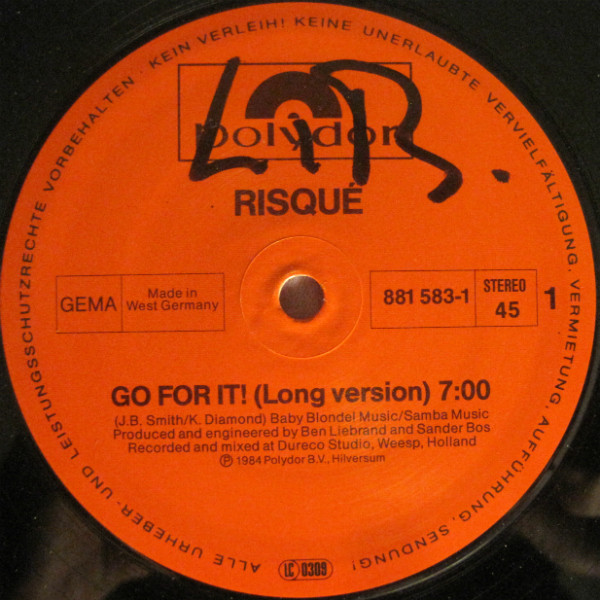 ALLE URHEBER- UND LEISTUNGSSCHUTZRECHTE VORBEHALTEN · KEIN VERLEIH! KEINE UNERLAUBTE VERVIELFÄLTIGUNG, VERMIETUNG, AUFFÜHRUNG, SENDUNG!
polydor
RISQUÉ
GEMA
Made in
West Germany
881 583-1
STEREO
45
1
GO FOR IT! (Long version) 7:00
(J.B. Smith/K. Diamond) Baby Blondel Music/Samba Music
Produced and engineered by Ben Liebrand and Sander Bos
Recorded and mixed at Dureco Studio, Weesp, Holland
Ⓟ 1984 Polydor B.V., Hilversum
LC 0309